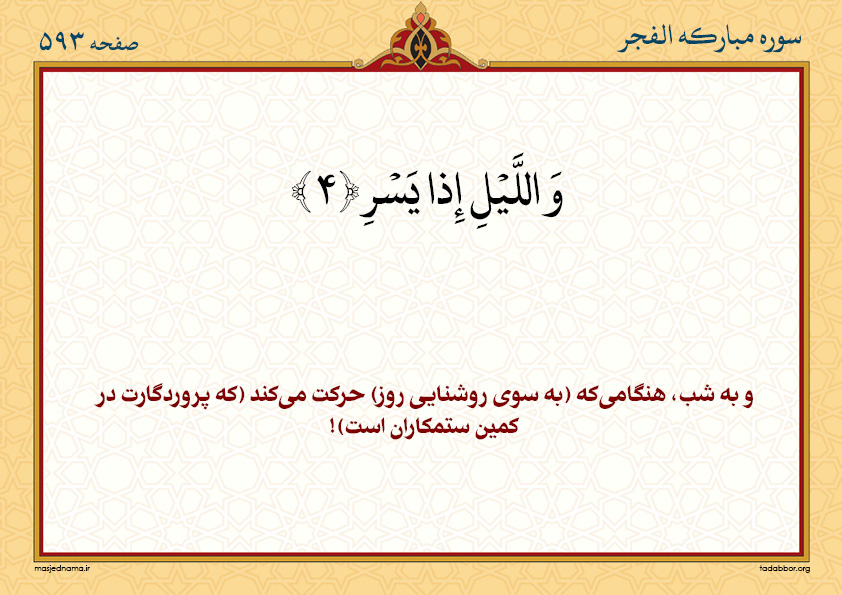 سوره مبارکه الفجر
صفحه ۵۹۳
وَ اللَّيْلِ إِذا يَسْرِ ﴿۴﴾
و به شب، هنگامی‌که (به سوی روشنایی روز) حرکت می‌کند (که پروردگارت در
کمین ستمکاران است)!
masjednama.ir
tadabbor.org